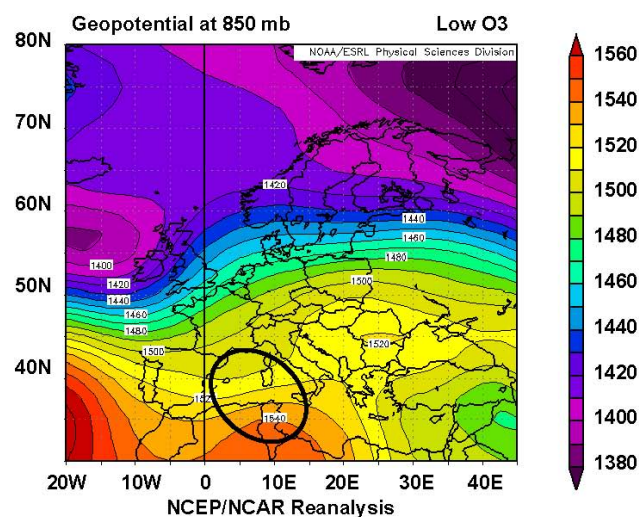 Geopotential at 850 mb Low O3
NOAA/ESRL Physical Sciences Division
80N
70N
60N
50N
40N
1420
1440
1460
1480
1500
1520
1400
1420
1440
1460
1480
1500
1540
20W 10W 0 10E 20E 30E 40E
NCEP/NCAR Reanalysis
1560
1540
1520
1500
1480
1460
1440
1420
1400
1380